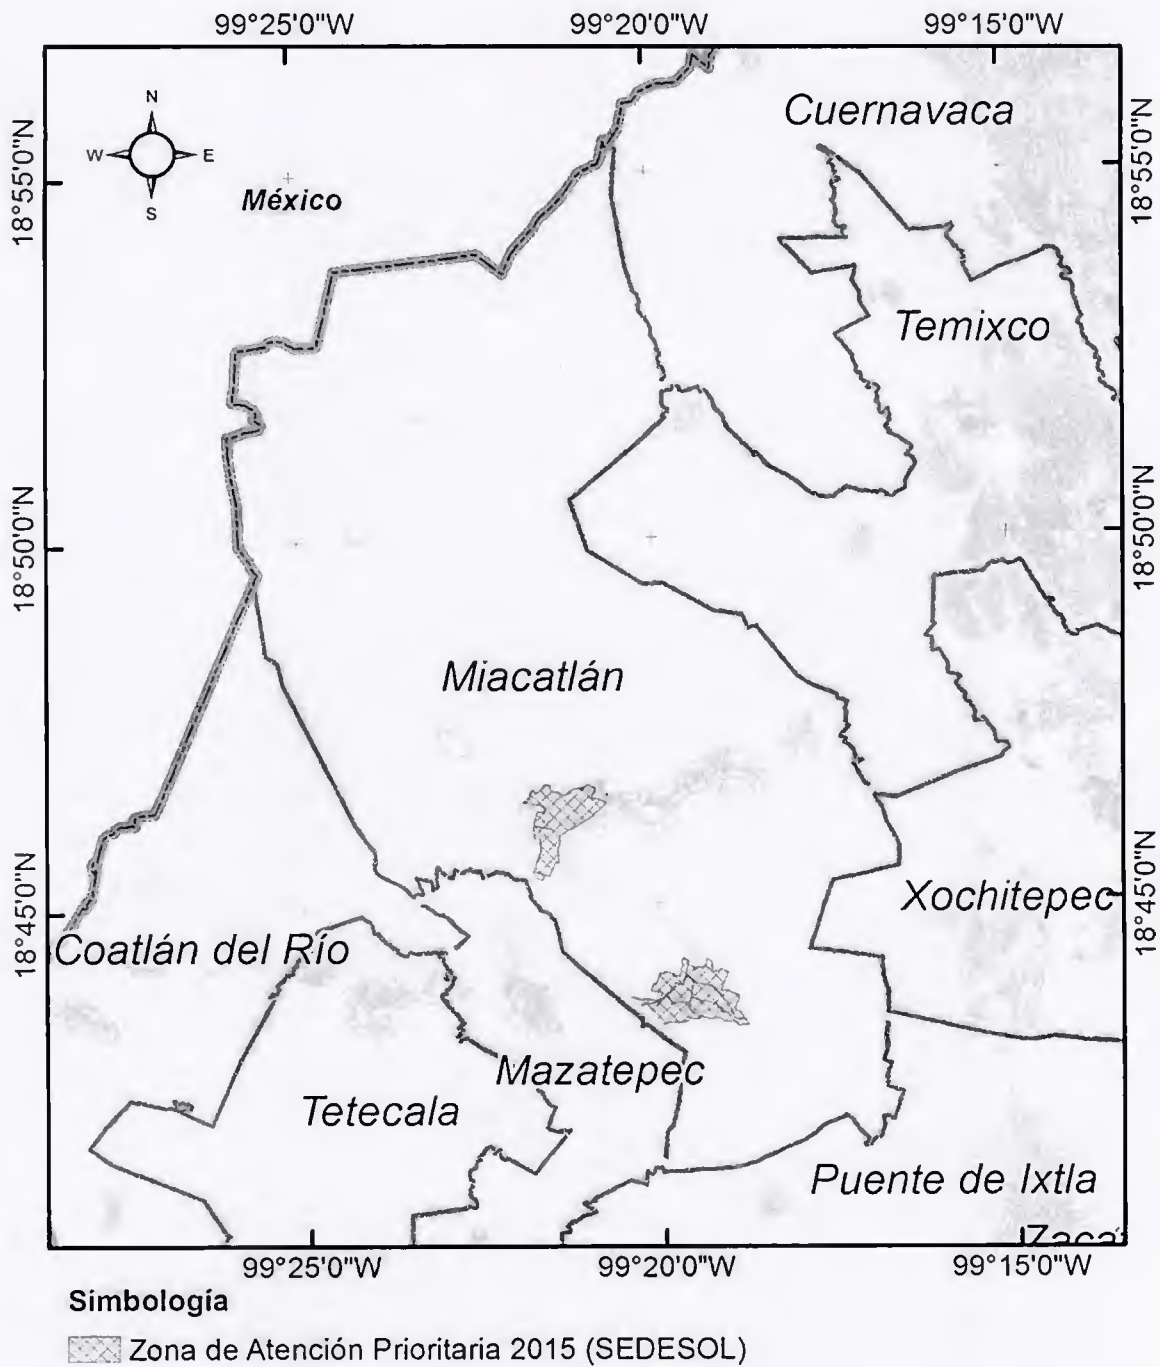 99°25'0"W 99°20'0"W 99°15'0"W
Cuernavaca
N
W E
S
18°55'0"N 18°55'0"N
México
Temixco
18°50'0"N 18°50'0"N
Miacatlán
Xochitepec
18°45'0"N 18°45'0"N
Coatlán del Río
Mazatepec
Tetecala
Puente de Ixtla
99°25'0"W 99°20'0"W 99°15'0"W
Simbología
Zona de Atención Prioritaria 2015 (SEDESOL)